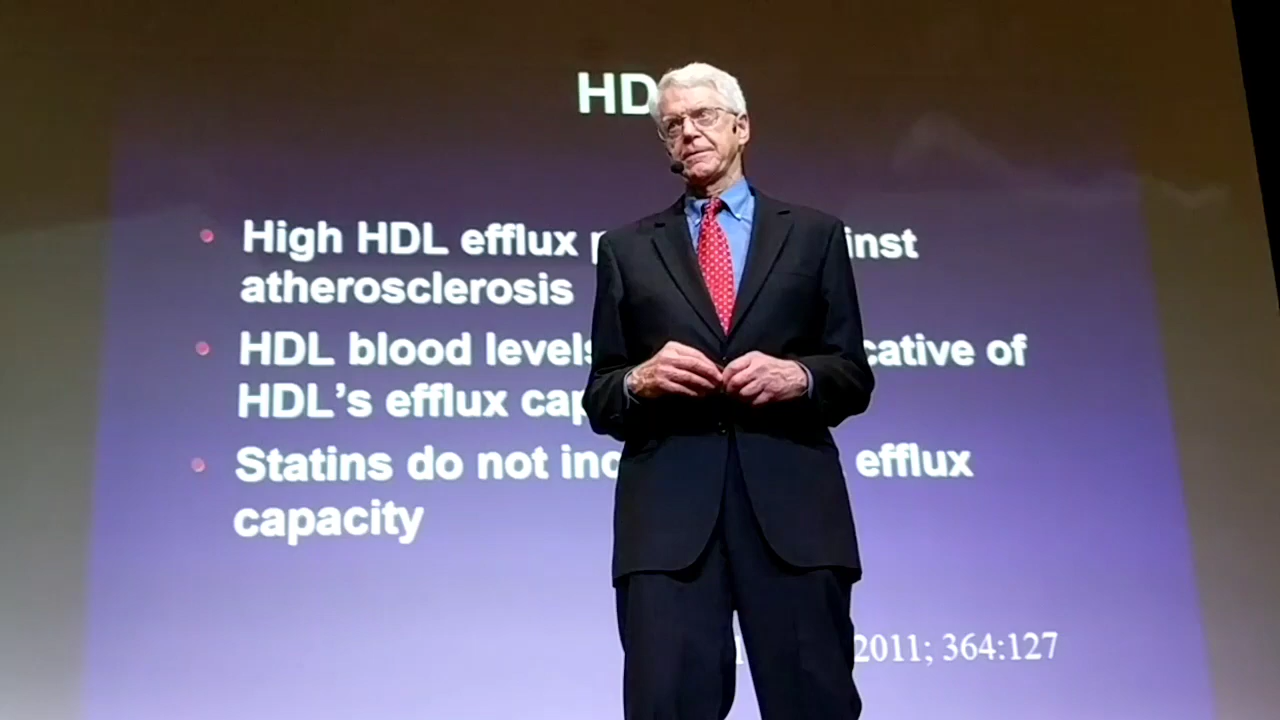 HD
High HDL efflux inst
atherosclerosis
HDL blood levels cative of
HDL's efflux cap
Statins do not inc efflux
capacity
2011; 364:127